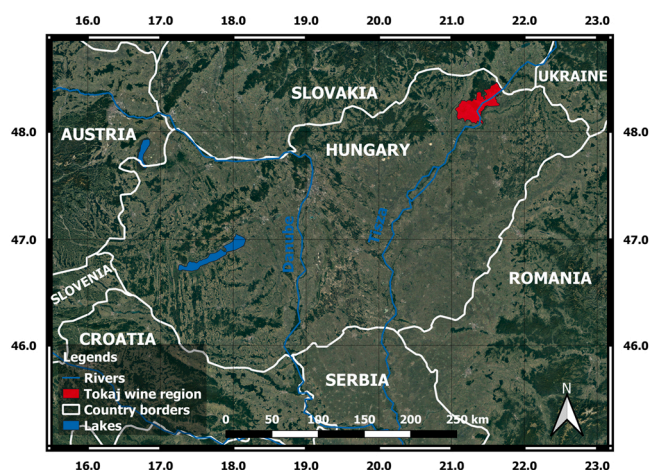 16.0 17.0 18.0 19.0 20.0 21.0 22.0 23.0
UKRAINE
SLOVAKIA
48.0 AUSTRIA HUNGARY 48.0
Danube Tisza
47.0 47.0
SLOVENIA ROMANIA
CROATIA
46.0 46.0
Legends
SERBIA
Rivers
Tokaj wine region
N
Country borders
0 50 100 150 200 250 km
Lakes
16.0 17.0 18.0 19.0 20.0 21.0 22.0 23.0